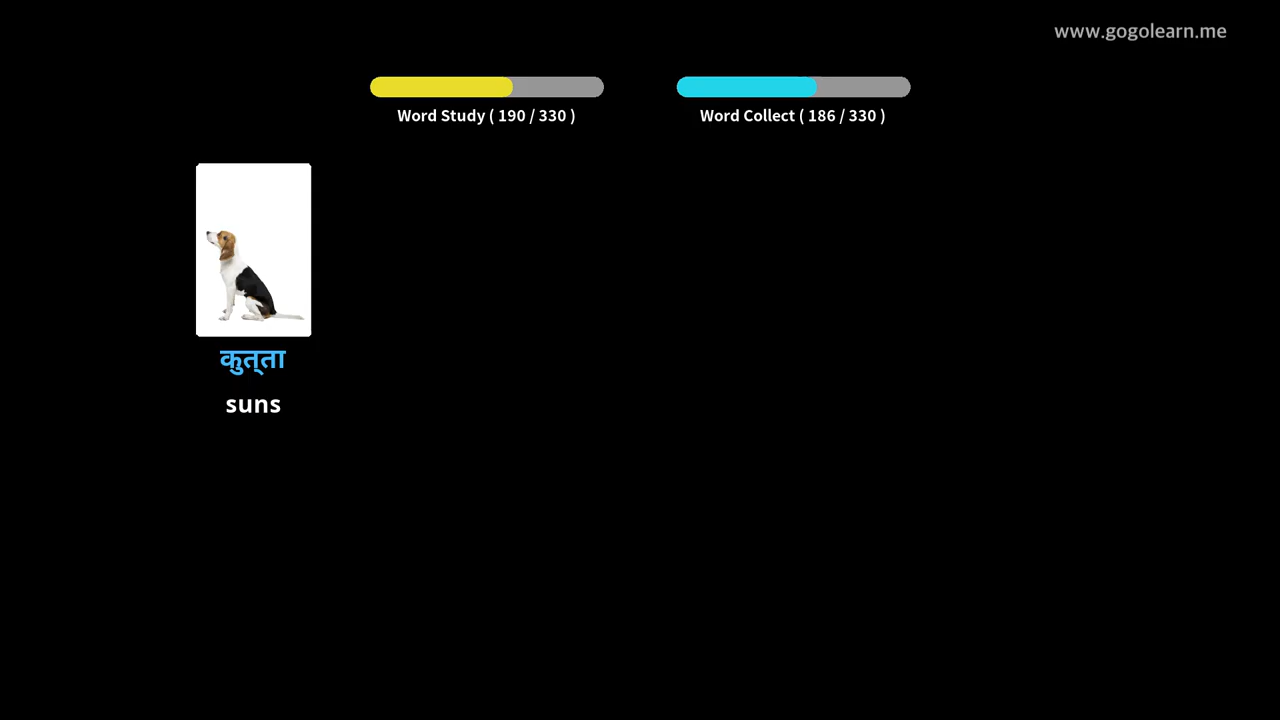 www.gogolearn.me
Word Study ( 190 / 330 )
Word Collect ( 186 / 330 )
कुत्ता
suns